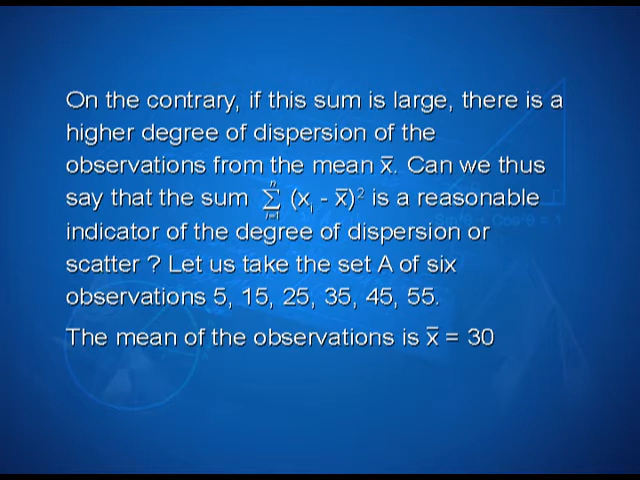 On the contrary, if this sum is large, there is a
higher degree of dispersion of the
observations from the mean x̅. Can we thus
say that the sum ∑ⁿᵢ₌₁ (xᵢ - x̅)² is a reasonable
indicator of the degree of dispersion or
scatter ? Let us take the set A of six
observations 5, 15, 25, 35, 45, 55.
The mean of the observations is x̅ = 30